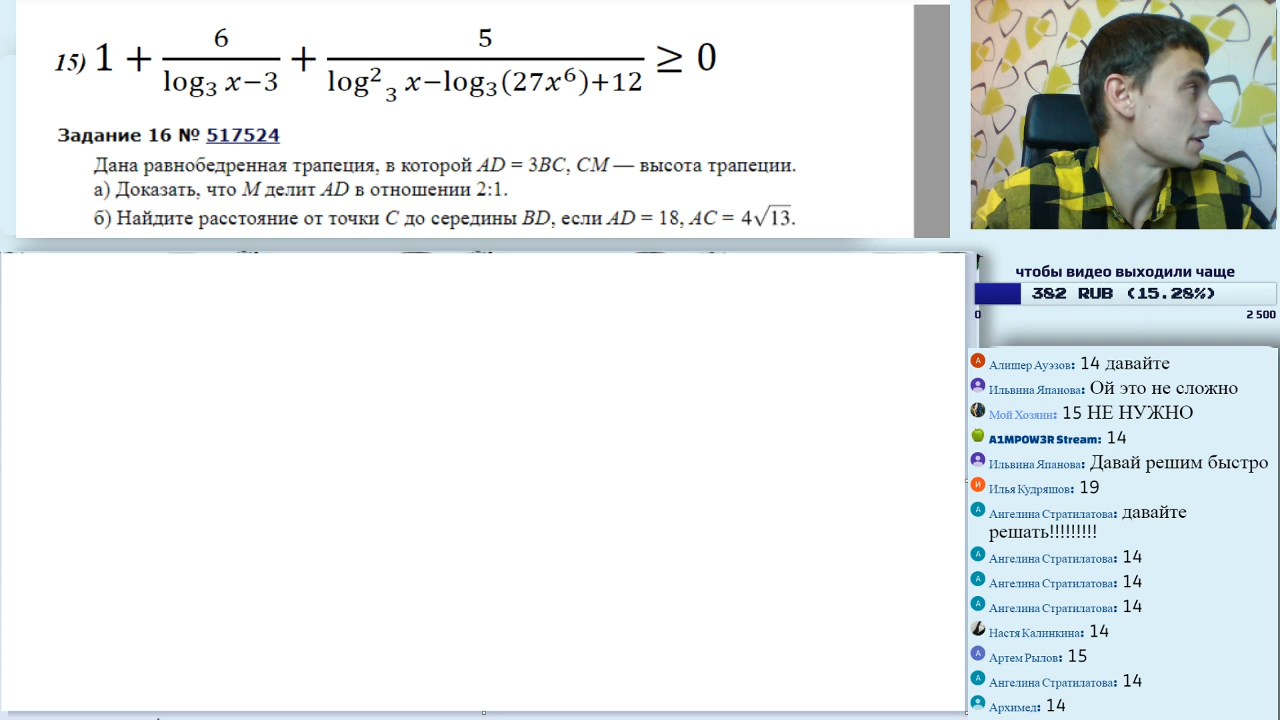 15) 1 + 6/(log₃ x−3) + 5/(log²₃ x−log₃(27x⁶)+12) ≥ 0
Задание 16 № 517524
Дана равнобедренная трапеция, в которой AD = 3BC, CM — высота трапеции.
а) Доказать, что M делит AD в отношении 2:1.
б) Найдите расстояние от точки C до середины BD, если AD = 18, AC = 4√13.
чтобы видео выходили чаще
382 RUB (15.28%)
0 2 500
Алишер Ауэзов: 14 давайте
Ильвина Япанова: Ой это не сложно
Мой Хозяин: 15 НЕ НУЖНО
A1MPOW3R Stream: 14
Ильвина Япанова: Давай решим быстро
Илья Кудряшов: 19
Ангелина Стратилатова: давайте
решать!!!!!!!!!
Ангелина Стратилатова: 14
Ангелина Стратилатова: 14
Ангелина Стратилатова: 14
Настя Калинкина: 14
Артем Рылов: 15
Ангелина Стратилатова: 14
Архимед: 14